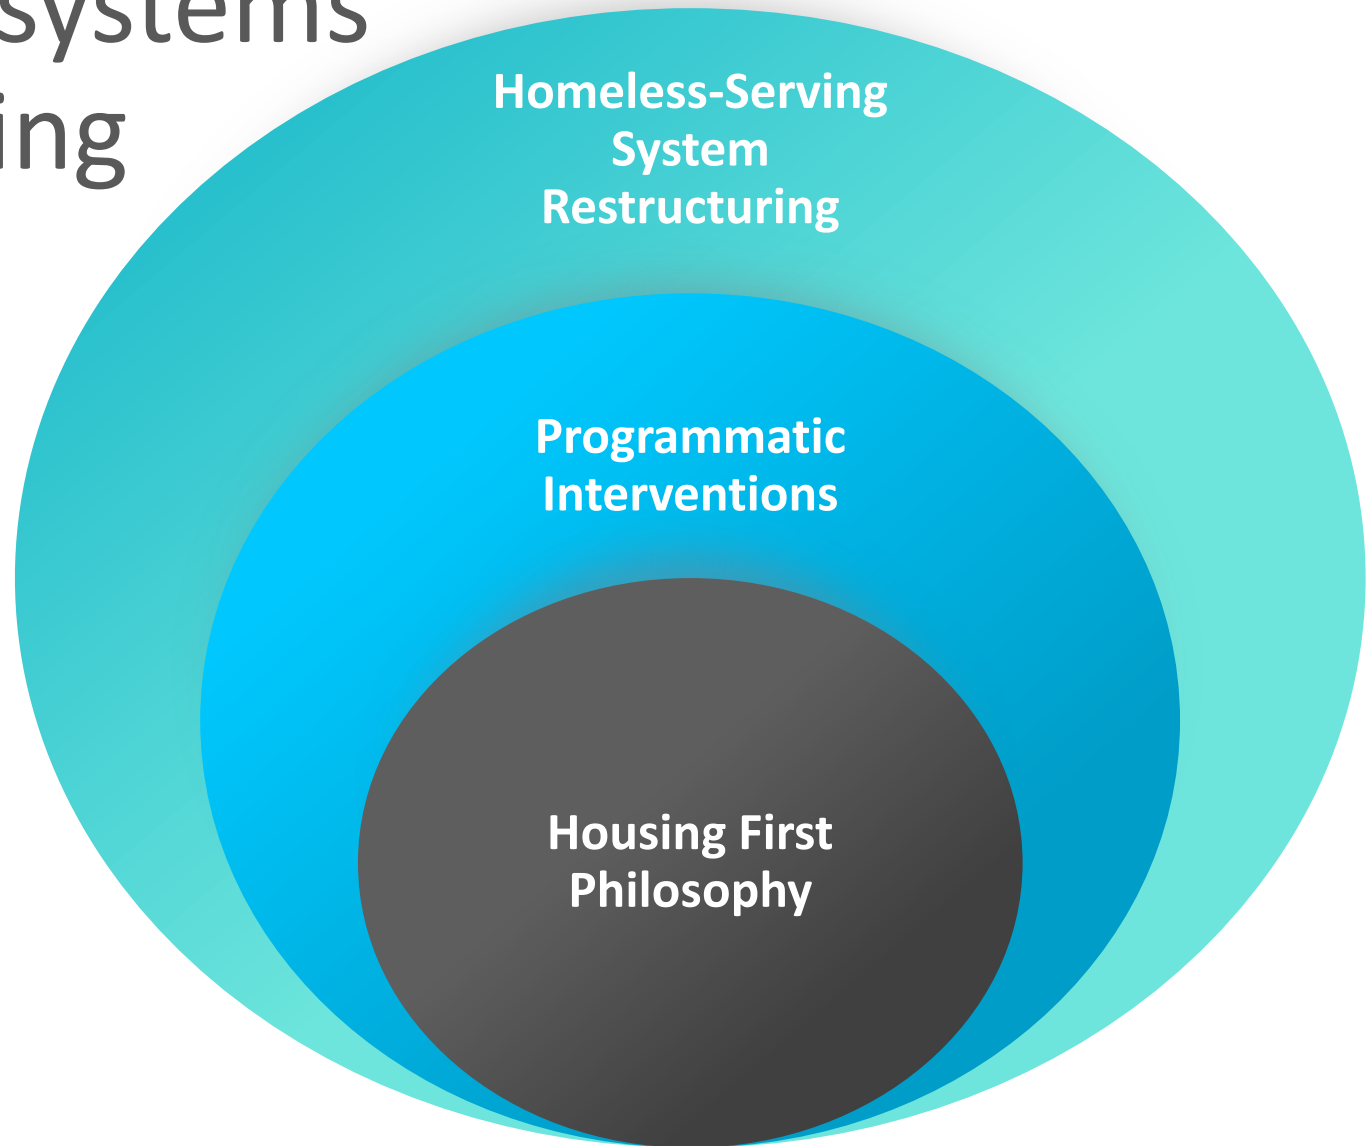 systems
ing
Homeless-Serving
System
Restructuring
Programmatic
Interventions
Housing First
Philosophy